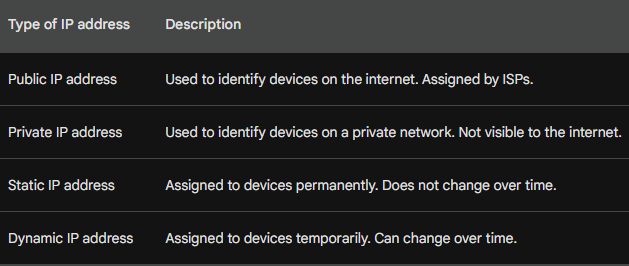 Type of IP address Description
Public IP address Used to identify devices on the internet. Assigned by ISPs.
Private IP address Used to identify devices on a private network. Not visible to the internet.
Static IP address Assigned to devices permanently. Does not change over time.
Dynamic IP address Assigned to devices temporarily. Can change over time.